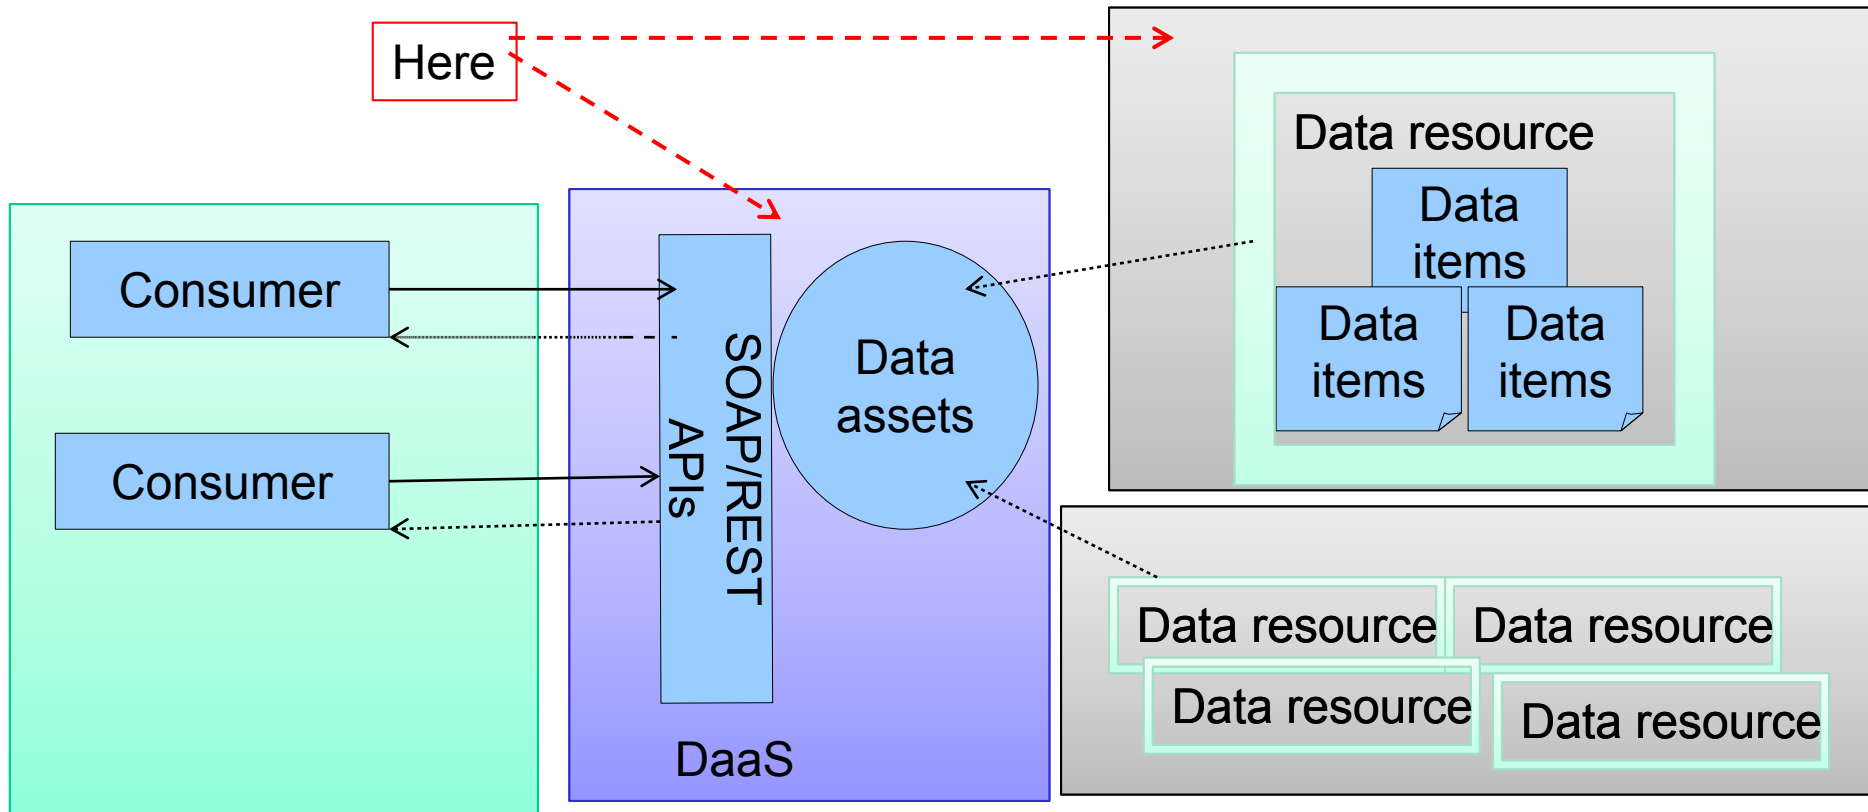 Here
Consumer
Consumer
SOAP/REST
APIs
Data
assets
DaaS
Data resource
Data
items
Data
items
Data
items
Data resource
Data resource
Data resource
Data resource